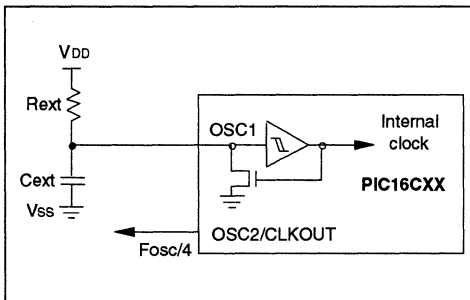 VDD
Rext
OSC1
Internal
clock
Cext
PIC16CXX
VSS
OSC2/CLKOUT
Fosc/4